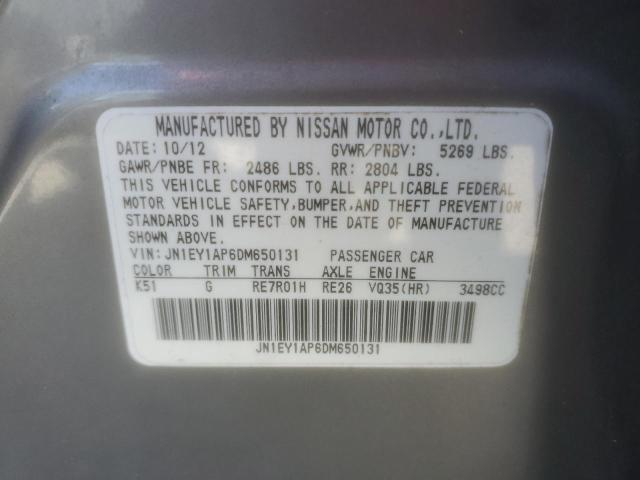 MANUFACTURED BY NISSAN MOTOR CO.,LTD.
DATE: 10/12 GVWR/PNBV: 5269 LBS.
GAWR/PNBE FR: 2486 LBS. RR: 2804 LBS.
THIS VEHICLE CONFORMS TO ALL APPLICABLE FEDERAL
MOTOR VEHICLE SAFETY,BUMPER,AND THEFT PREVENTION
STANDARDS IN EFFECT ON THE DATE OF MANUFACTURE
SHOWN ABOVE.
VIN: JN1EY1AP6DM650131 PASSENGER CAR
COLOR TRIM TRANS AXLE ENGINE
K51 G RE7R01H RE26 VQ35(HR) 3498CC
JN1EY1AP6DM650131